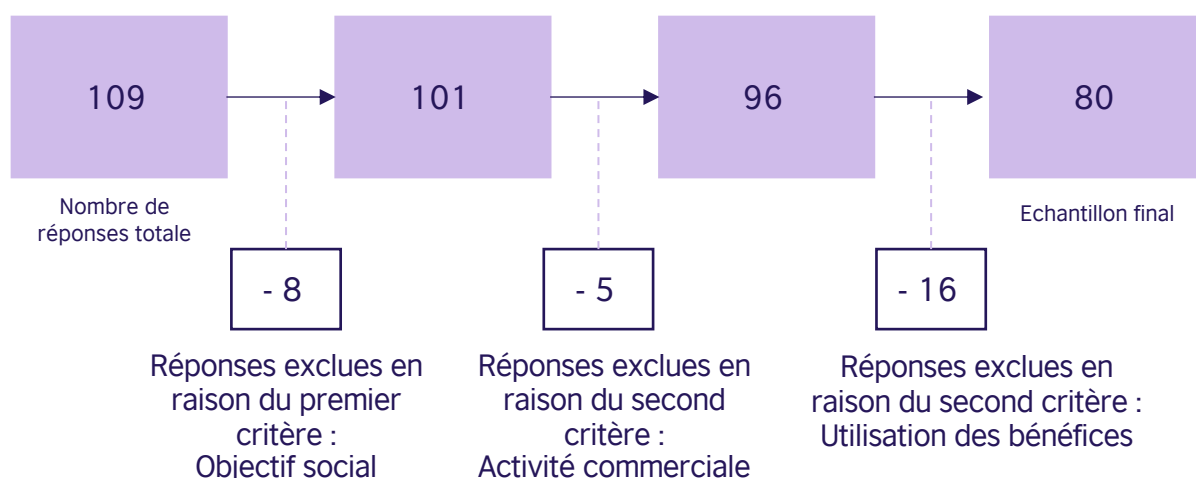 109
101
96
80
Nombre de
réponses totale
Echantillon final
- 8
- 5
- 16
Réponses exclues en
raison du premier
critère :
Objectif social
Réponses exclues en
raison du second
critère :
Activité commerciale
Réponses exclues en
raison du second critère :
Utilisation des bénéfices